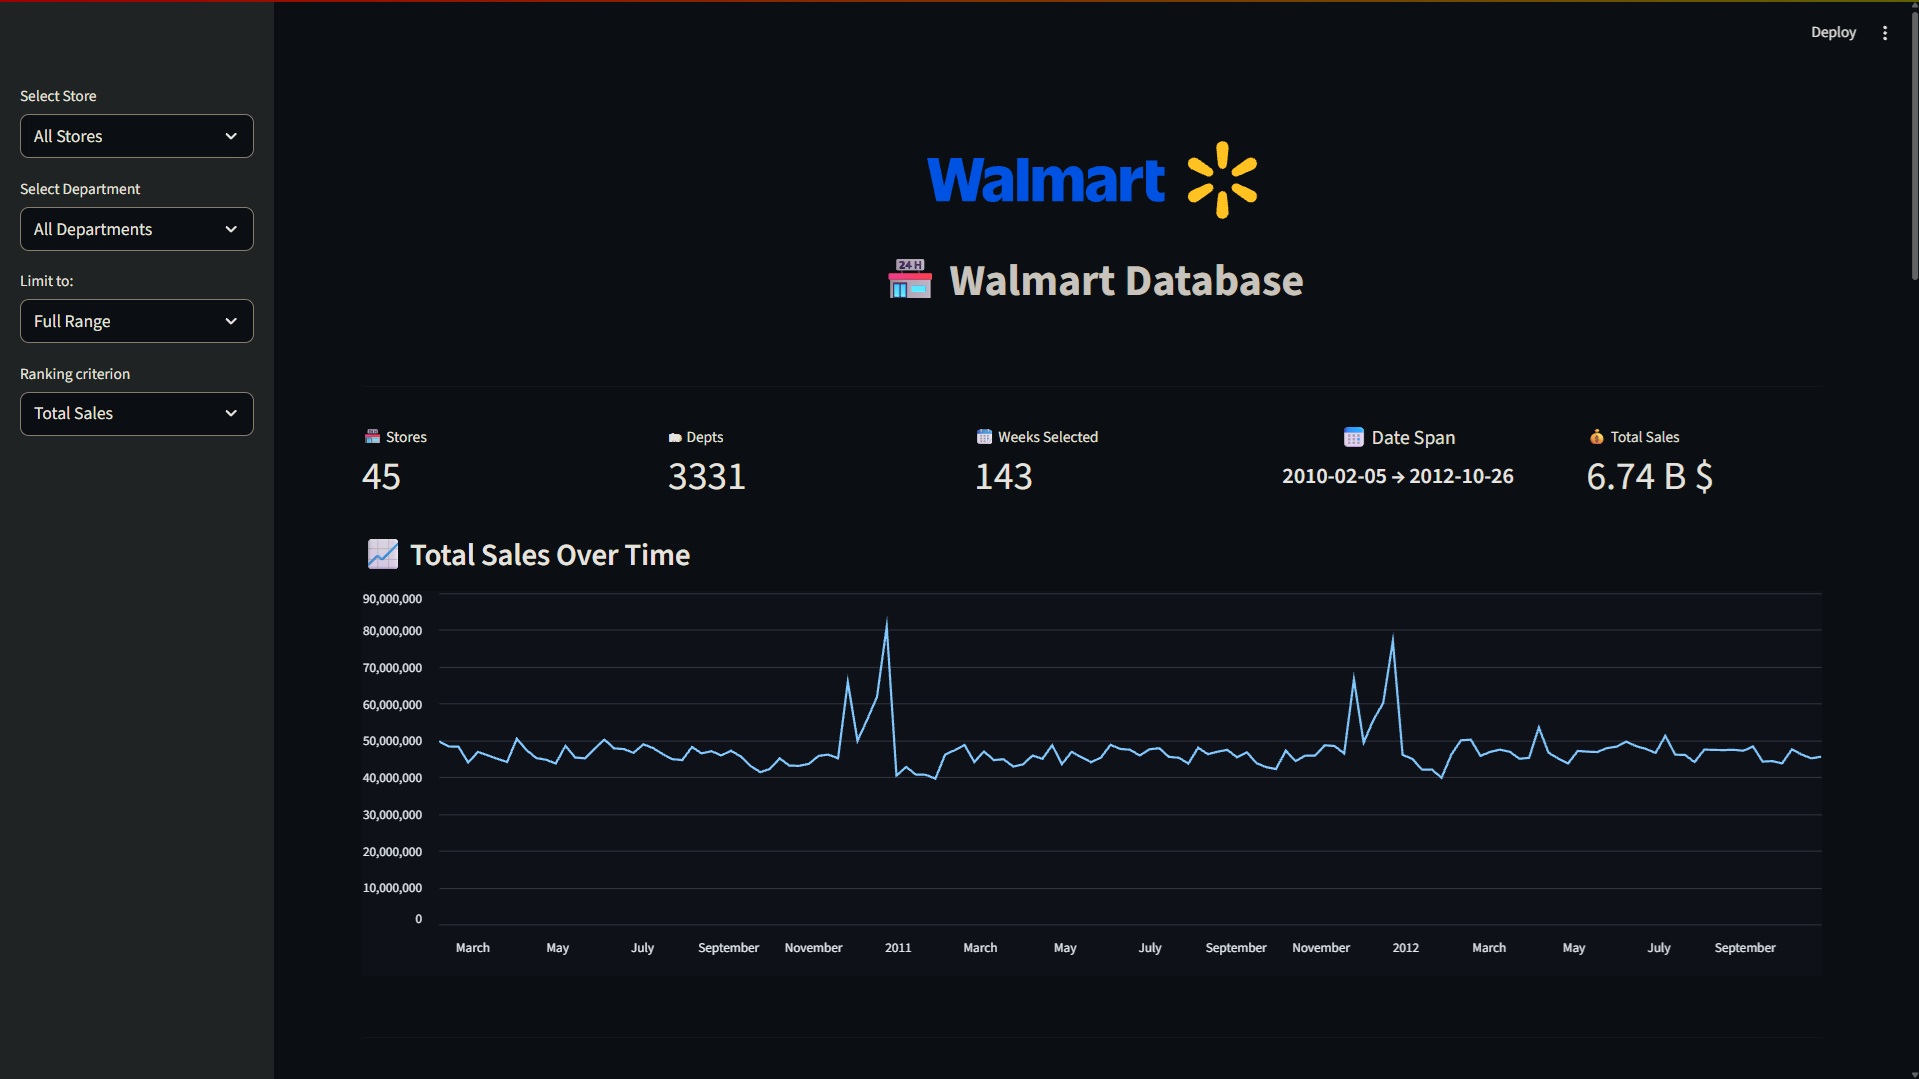 Deploy
Select Store
All Stores
Select Department
All Departments
Limit to:
Full Range
Ranking criterion
Total Sales
Walmart
24 H
Walmart Database
Stores
45
Depts
3331
Weeks Selected
143
Date Span
2010-02-05 → 2012-10-26
Total Sales
6.74 B $
Total Sales Over Time
90,000,000
80,000,000
70,000,000
60,000,000
50,000,000
40,000,000
30,000,000
20,000,000
10,000,000
0
March May July September November 2011 March May July September November 2012 March May July September